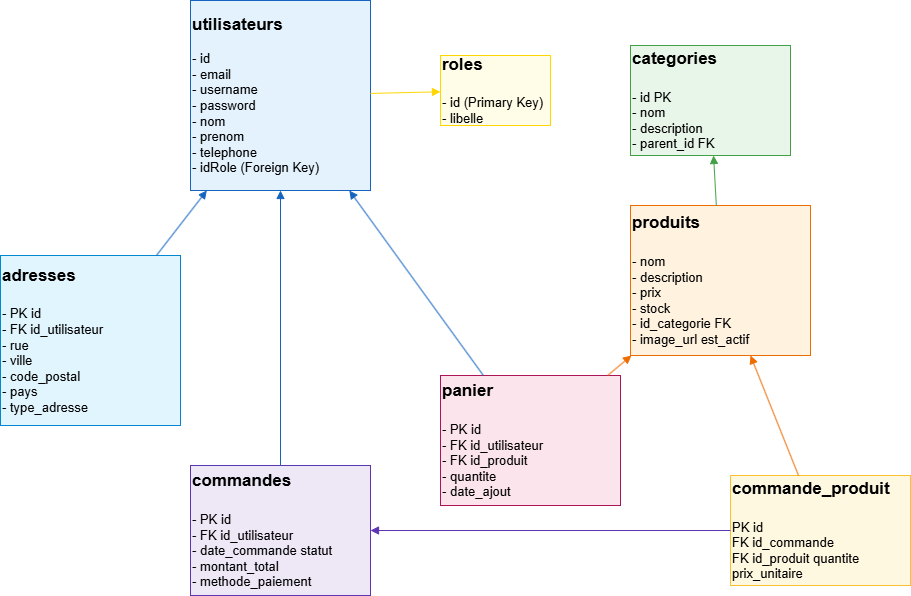 utilisateurs
- id
- email
- username
- password
- nom
- prenom
- telephone
- idRole (Foreign Key)
roles
- id (Primary Key)
- libelle
categories
- id PK
- nom
- description
- parent_id FK
produits
- nom
- description
- prix
- stock
- id_categorie FK
- image_url est_actif
adresses
- PK id
- FK id_utilisateur
- rue
- ville
- code_postal
- pays
- type_adresse
panier
- PK id
- FK id_utilisateur
- FK id_produit
- quantite
- date_ajout
commandes
- PK id
- FK id_utilisateur
- date_commande statut
- montant_total
- methode_paiement
commande_produit
PK id
FK id_commande
FK id_produit quantite
prix_unitaire